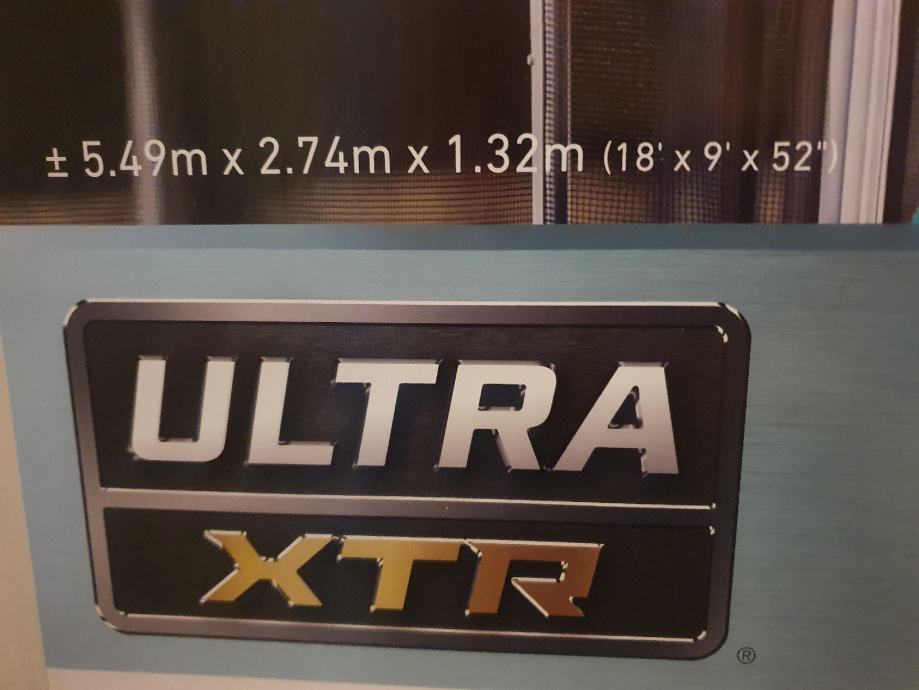 ± 5.49m x 2.74m x 1.32m (18' x 9' x 52")
ULTRA
XTR
®